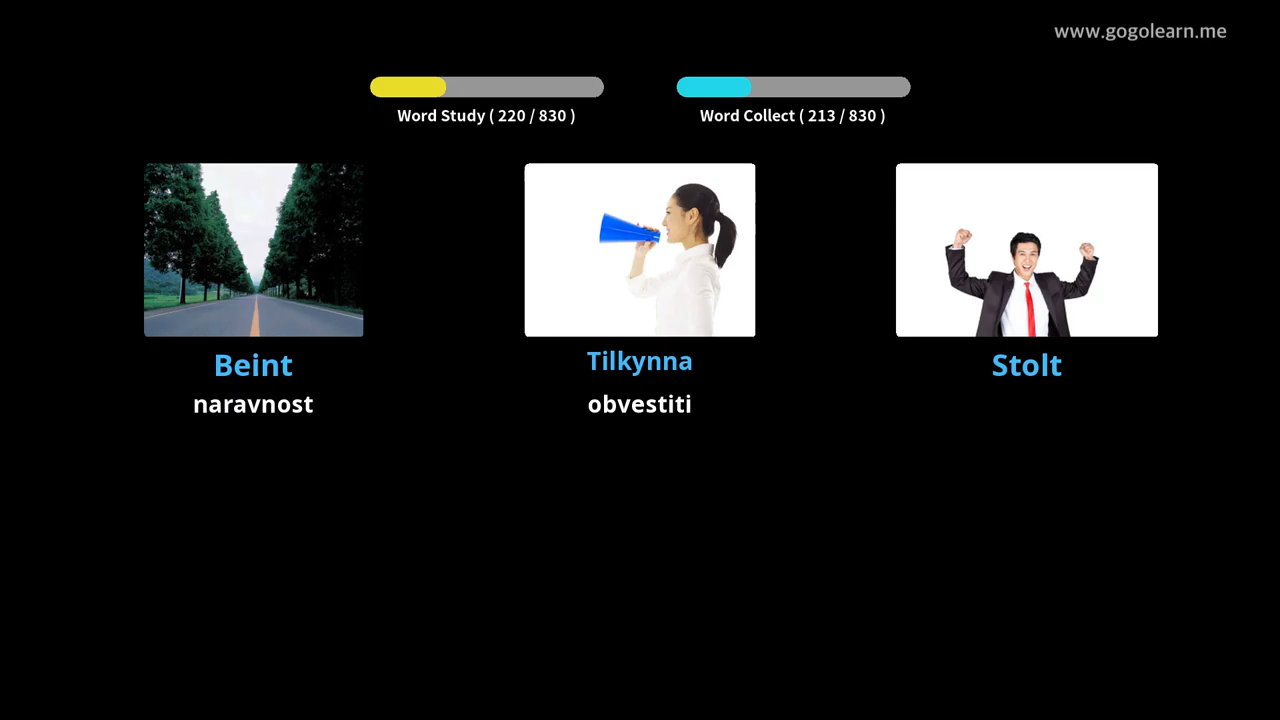 www.gogolearn.me
Word Study ( 220 / 830 )
Word Collect ( 213 / 830 )
Beint
Tilkynna
Stolt
naravnost
obvestiti